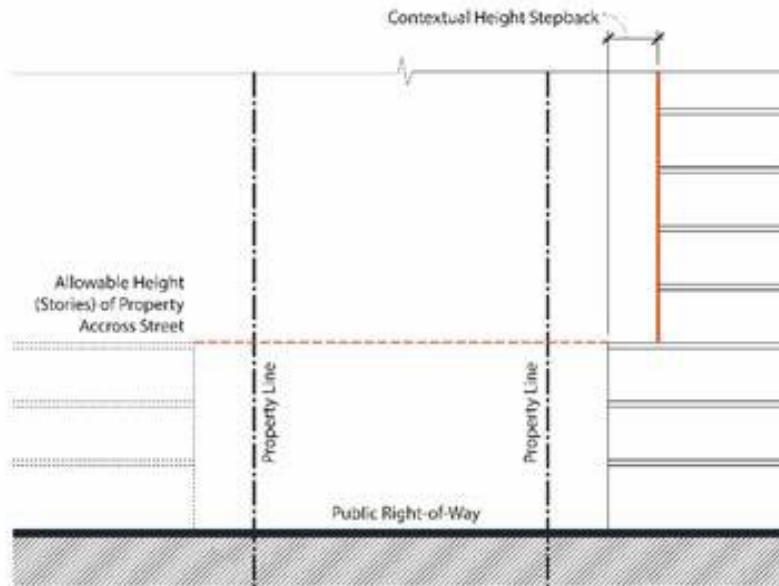 Contextual Height Stepback
Allowable Height
(Stories) of Property
Accross Street
Property Line
Property Line
Public Right-of-Way